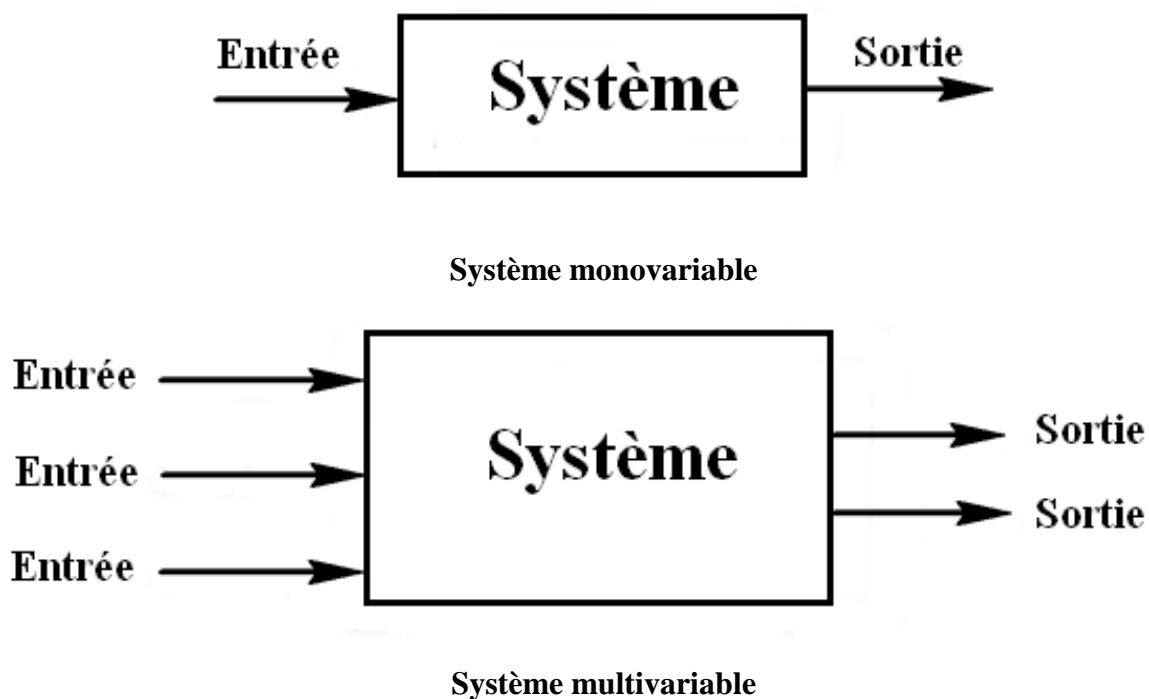 Entrée
Système
Sortie
Système monovariable
Entrée
Entrée
Entrée
Système
Sortie
Sortie
Système multivariable